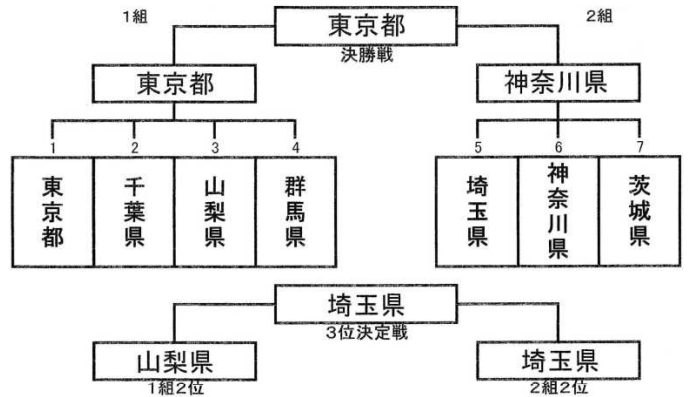 1組
東京都
2組
決勝戦
東京都
神奈川県
1
2
3
4
5
6
7
東京都
千葉県
山梨県
群馬県
埼玉県
神奈川県
茨城県
埼玉県
3位決定戦
山梨県
埼玉県
1組2位
2組2位